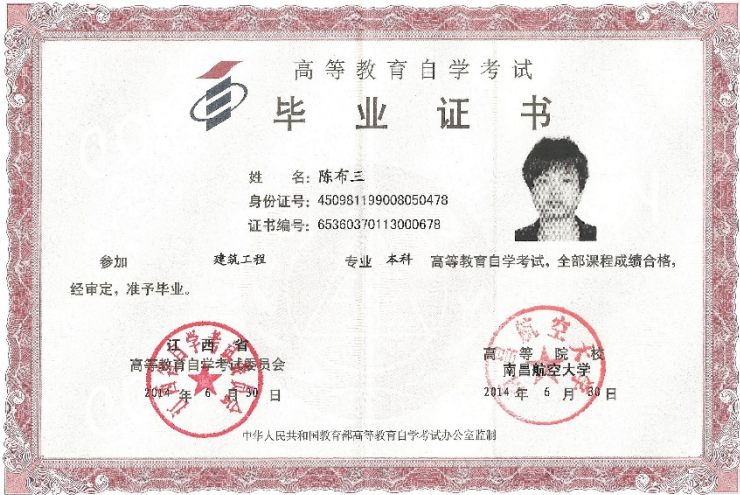 高等教育自学考试
毕业证书
姓 名：陈布三
身份证号：450981199008050478
证书编号：65360370113000678
参加 建筑工程 专业 本科 高等教育自学考试，全部课程成绩合格，
经审定，准予毕业。
江西省
高等教育自学考试委员会
2014 年 6 月 30 日
高等院校
南昌航空大学
2014 年 6 月 30 日
中华人民共和国教育部高等教育自学考试办公室监制